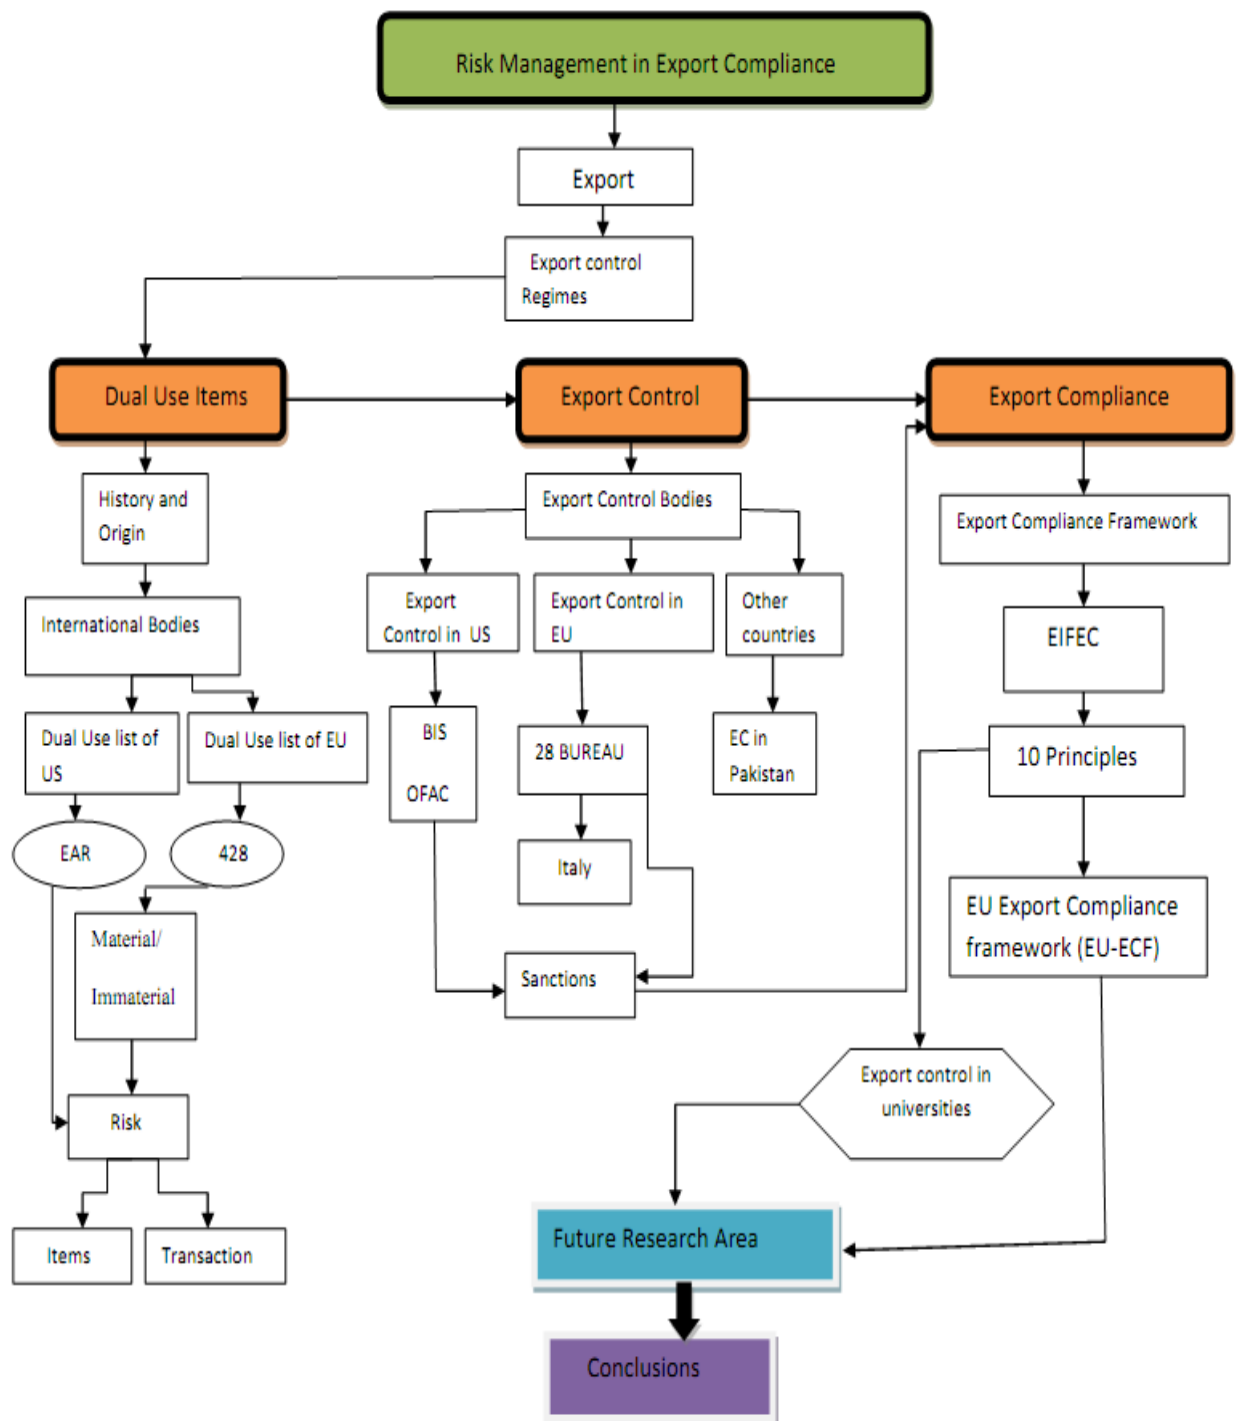 Risk Management in Export Compliance
Export
Export control
Regimes
Dual Use Items
Export Control
Export Compliance
History and
Origin
International Bodies
Dual Use list of
US
Dual Use list of EU
EAR
428
Material/
Immaterial
Risk
Items
Transaction
Export Control Bodies
Export
Control in US
Export Control in
EU
Other
countries
BIS
OFAC
28 BUREAU
EC in
Pakistan
Italy
Sanctions
Export Compliance Framework
EIFEC
10 Principles
EU Export Compliance
framework (EU-ECF)
Export control in
universities
Future Research Area
Conclusions